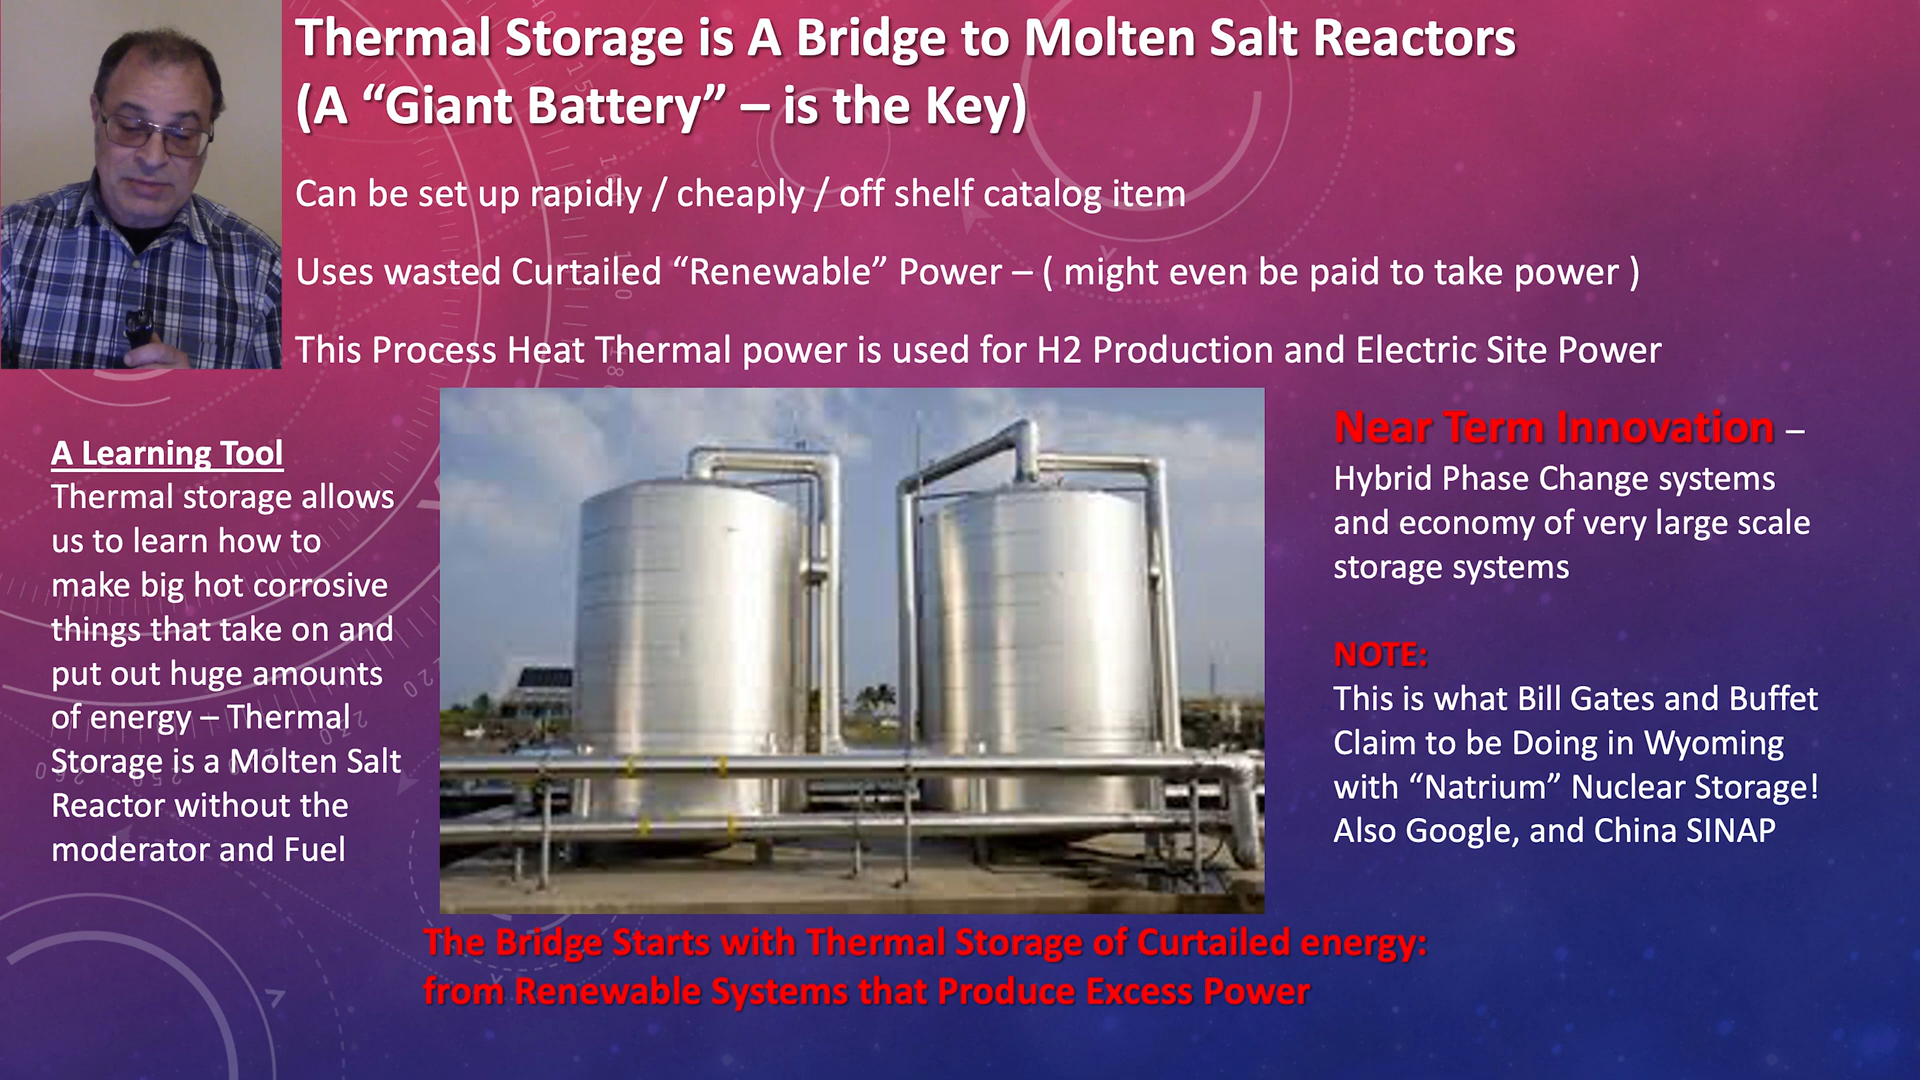 Thermal Storage is A Bridge to Molten Salt Reactors
(A “Giant Battery” – is the Key)
Can be set up rapidly / cheaply / off shelf catalog item
Uses wasted Curtailed “Renewable” Power – ( might even be paid to take power )
This Process Heat Thermal power is used for H2 Production and Electric Site Power
A Learning Tool
Thermal storage allows
us to learn how to
make big hot corrosive
things that take on and
put out huge amounts
of energy – Thermal
Storage is a Molten Salt
Reactor without the
moderator and Fuel
Near Term Innovation –
Hybrid Phase Change systems
and economy of very large scale
storage systems
NOTE:
This is what Bill Gates and Buffet
Claim to be Doing in Wyoming
with “Natrium” Nuclear Storage!
Also Google, and China SINAP
The Bridge Starts with Thermal Storage of Curtailed energy:
from Renewable Systems that Produce Excess Power